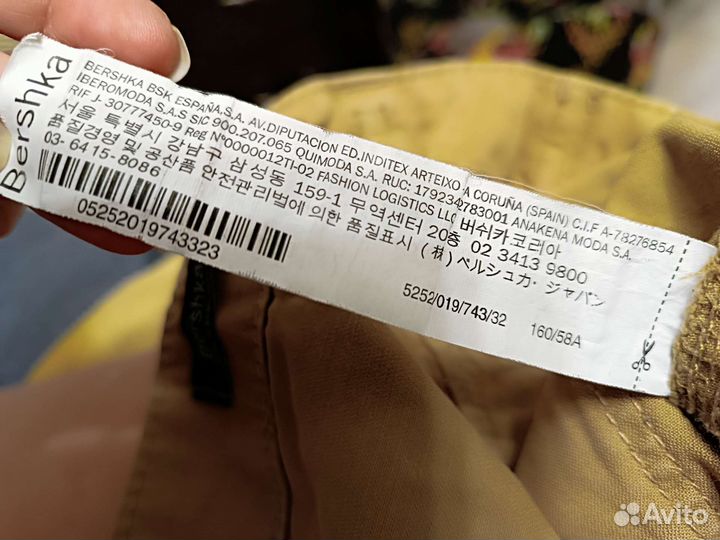 Bershka
BERSHKA BSK ESPAÑA.S.A. AV.DIPUTACION ED.INDITEX ARTEIXO A CORUÑA (SPAIN) C.I.F A-78276854
IBEROMODA S.A.S SIC 900.207.065 QUIMODA S.A. RUC: 1792349783001 ANAKENA MODA S.A.
RIF J-30777450-9 Reg N°0000012TI-02 FASHION LOGISTICS LLC 버쉬카코리아
서울 특별시 강남구 삼성동 159-1 무역센터 20층 02 3413 9800
품질경영 및 공산품 안전관리법에 의한 품질표시 (株) ベルシュカ・ジャパン
03-6415-8086
05252019743323
5252/019/743/32
160/58A
Bershka
Avito